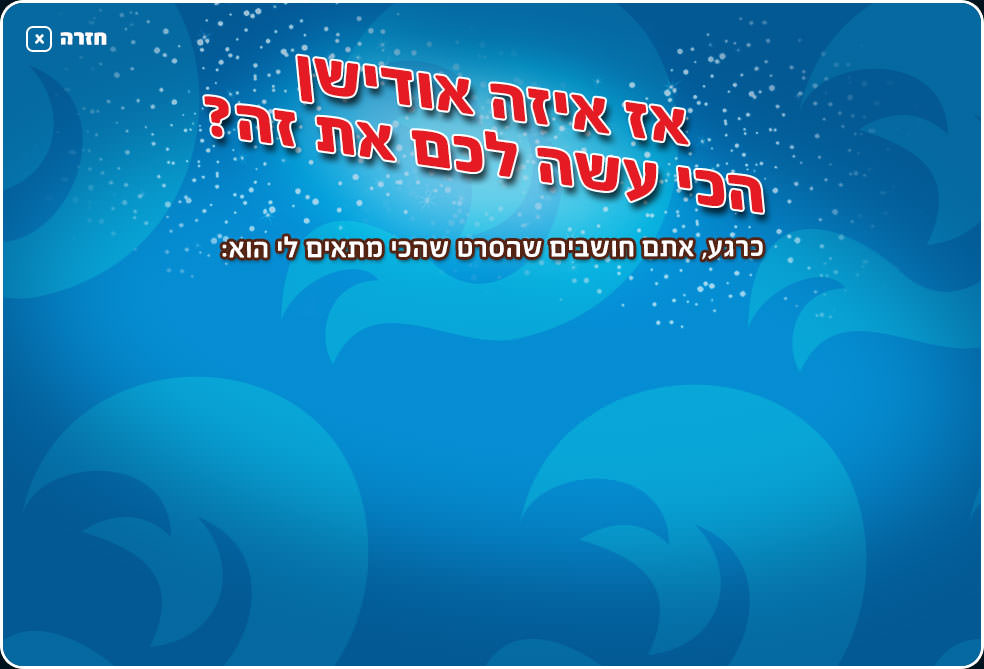 חזרה x
אז איזה אודישן
הכי עשה לכם את זה?
כרגע, אתם חושבים שהסרט שהכי מתאים לי הוא: